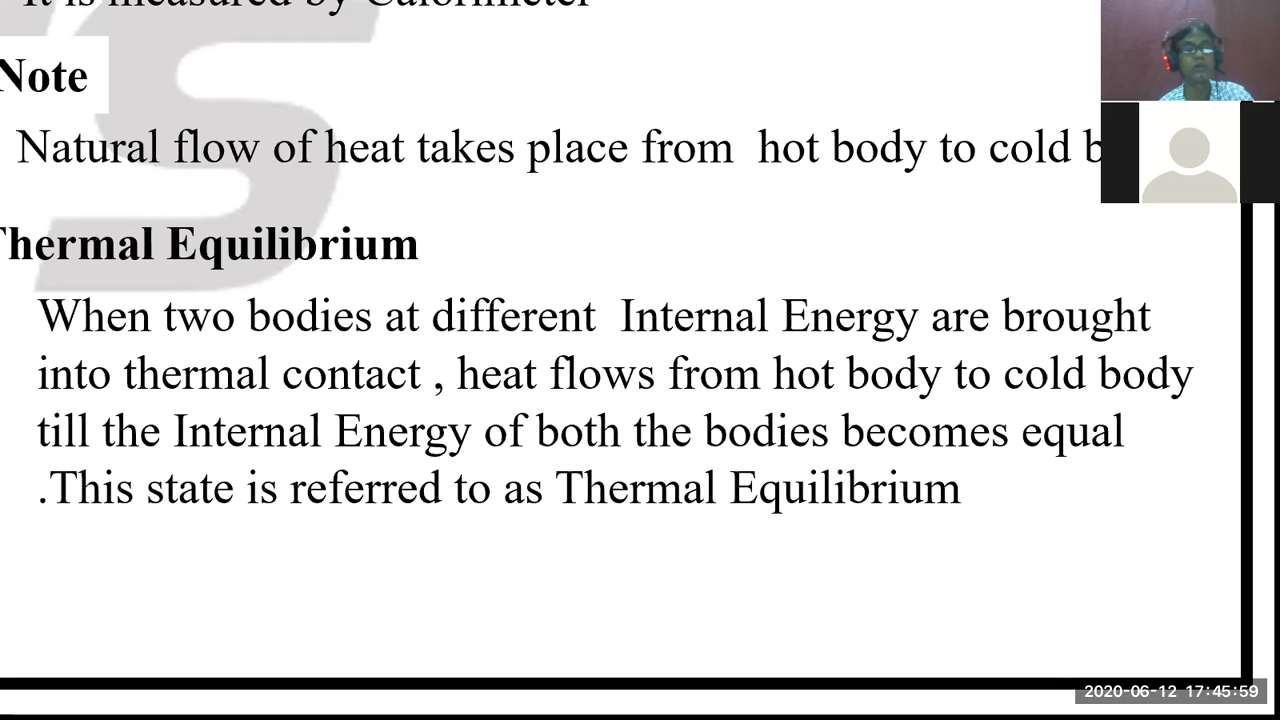 It is measured by Calorimeter
Note
Natural flow of heat takes place from hot body to cold
Thermal Equilibrium
When two bodies at different Internal Energy are brought
into thermal contact , heat flows from hot body to cold body
till the Internal Energy of both the bodies becomes equal
.This state is referred to as Thermal Equilibrium
2020-06-12 17:45:59